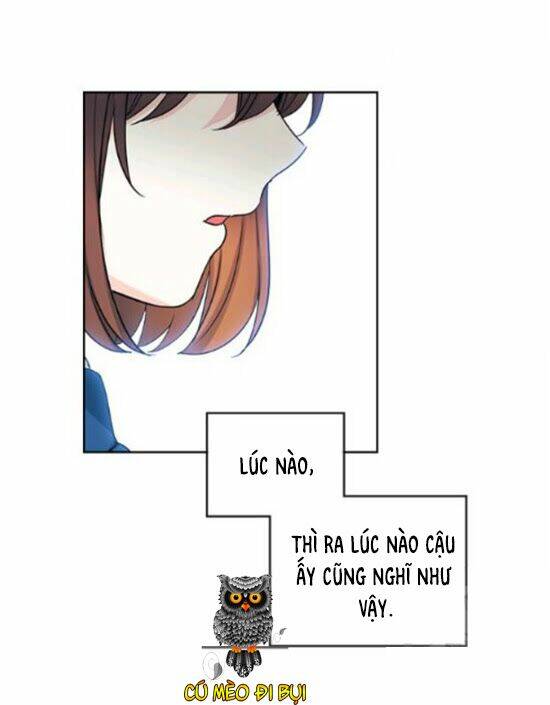 LÚC NÀO,
THÌ RA LÚC NÀO CẬU
ẤY CŨNG NGHĨ NHƯ
VẬY.
CÚ MÈO ĐI BỤI